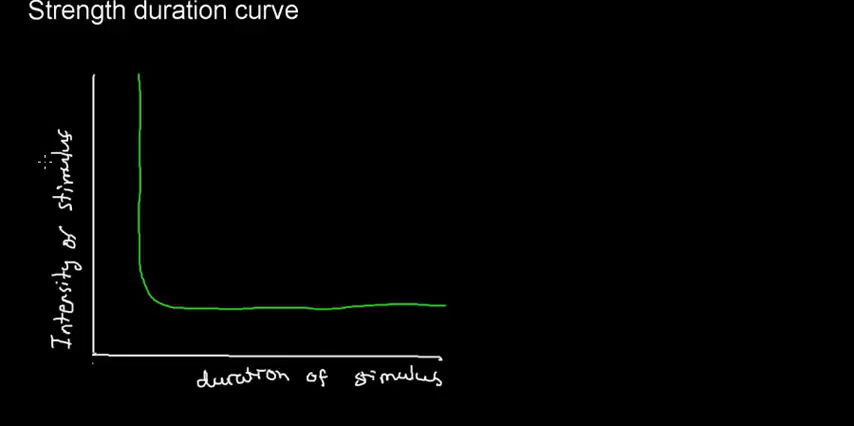 Strength duration curve
Intensity of stimulus
duration of stimulus